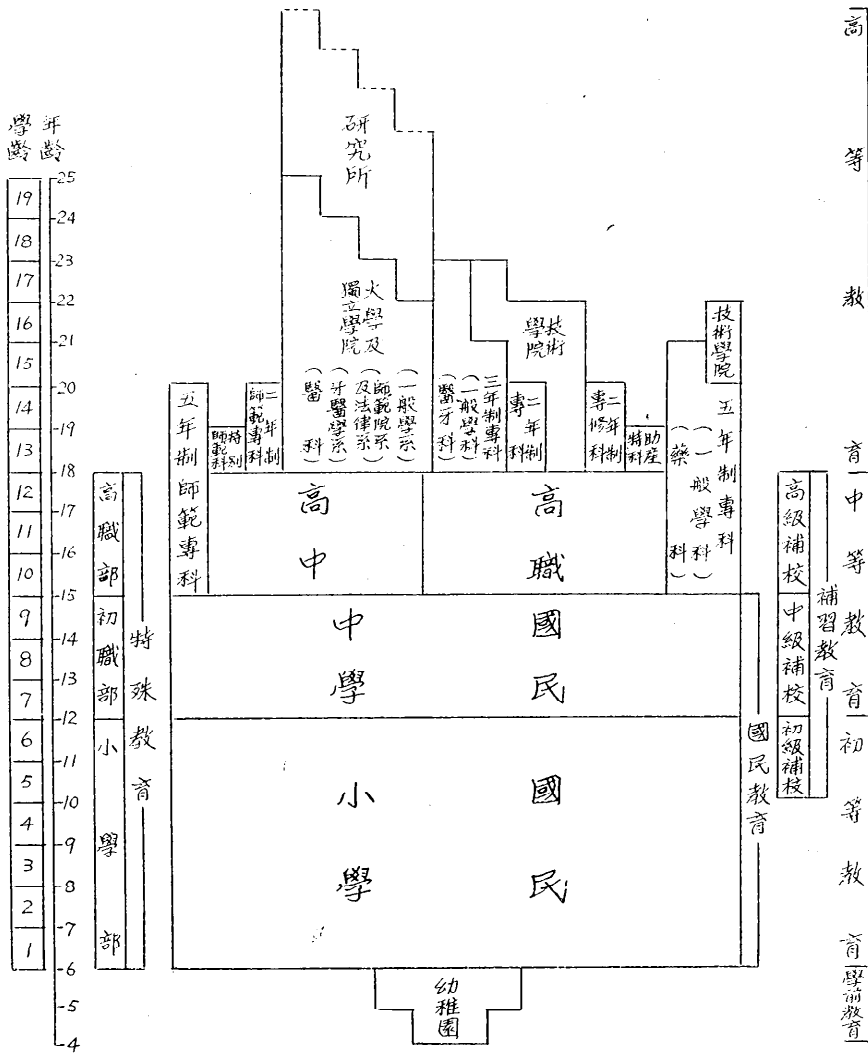 學齡
年齡
19
18
17
16
15
14
13
12
11
10
9
8
7
6
5
4
3
2
1
25
24
23
22
21
20
19
18
17
16
15
14
13
12
11
10
9
8
7
6
5
4
高職部
初職部
小學部
特殊教育
研究所
大學及
獨立學院
(一般學系)
(師範院系
及法律系)
(牙醫學系)
(醫科)
五年制師範專科
特別
師範科
二年制
師範專科
三年制專科
(一般學科)
(醫牙科)
二年制
專科
技術
學院
二年制
專修科
助產
特科
技術學院
五年制專科
(一般學科)
(藥科)
高中
高職
國民
中學
國民
小學
幼稚園
國民教育
高級補校
中級補校
初級補校
補習教育
高等教育
中等教育
初等教育
學前教育